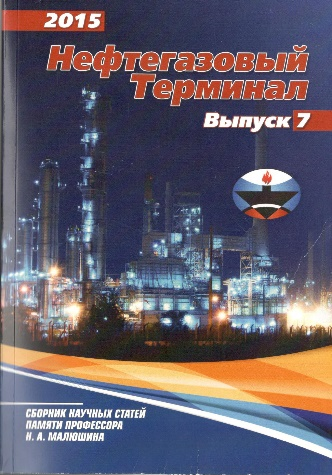 2015
Нефтегазовый
Терминал
Выпуск 7
СБОРНИК НАУЧНЫХ СТАТЕЙ
ПАМЯТИ ПРОФЕССОРА
Н. А. МАЛЮШИНА